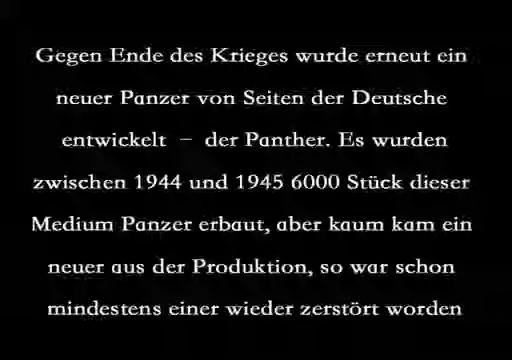 Gegen Ende des Krieges wurde erneut ein
neuer Panzer von Seiten der Deutsche
entwickelt – der Panther. Es wurden
zwischen 1944 und 1945 6000 Stück dieser
Medium Panzer erbaut, aber kaum kam ein
neuer aus der Produktion, so war schon
mindestens einer wieder zerstört worden